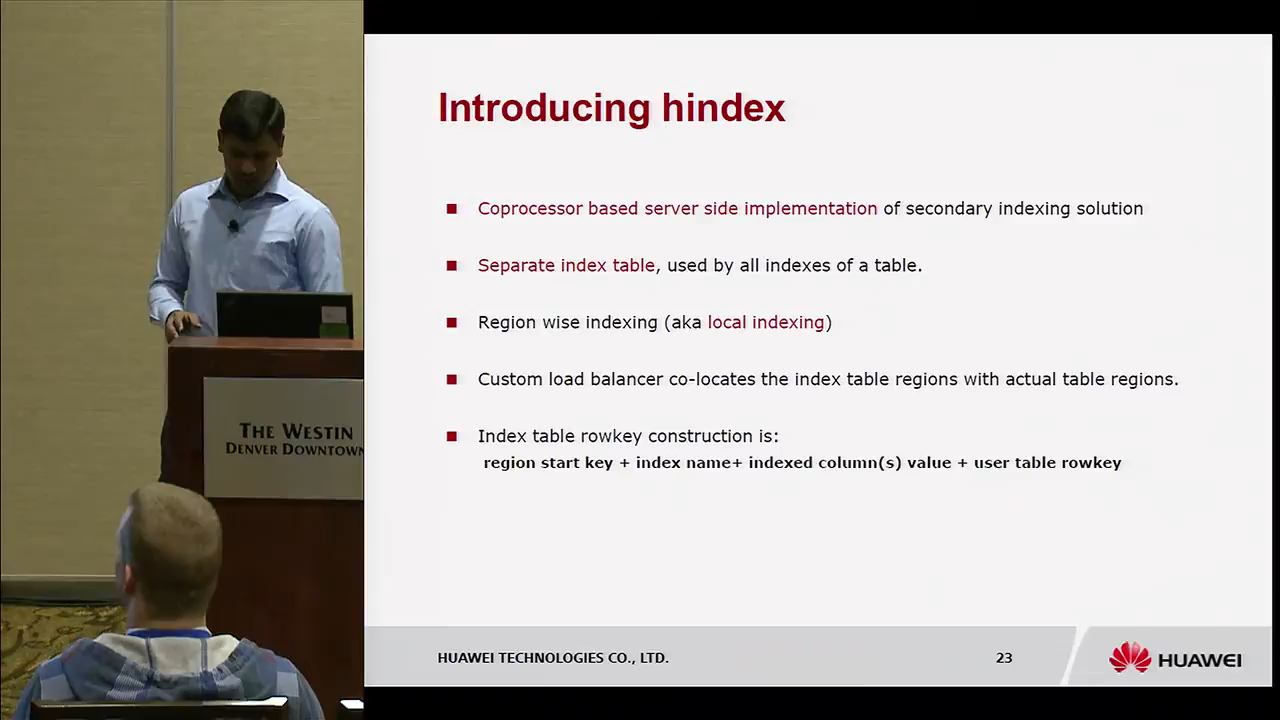 Introducing hindex
Coprocessor based server side implementation of secondary indexing solution
Separate index table, used by all indexes of a table.
Region wise indexing (aka local indexing)
Custom load balancer co-locates the index table regions with actual table regions.
Index table rowkey construction is:
region start key + index name+ indexed column(s) value + user table rowkey
HUAWEI TECHNOLOGIES CO., LTD.
23
HUAWEI
THE WESTIN
DENVER DOWNTOWN